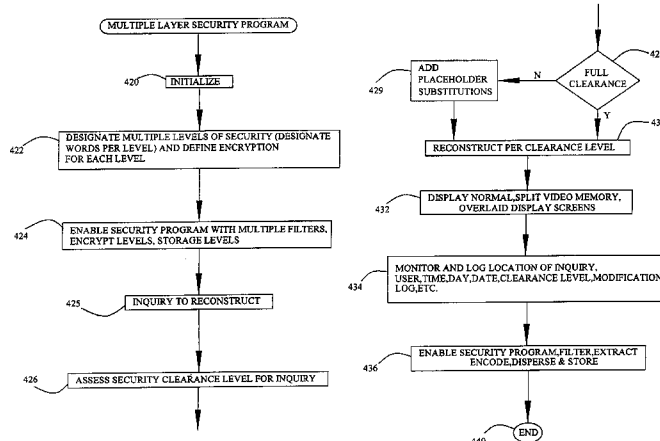 MULTIPLE LAYER SECURITY PROGRAM
420
INITIALIZE
422
DESIGNATE MULTIPLE LEVELS OF SECURITY (DESIGNATE
WORDS PER LEVEL) AND DEFINE ENCRYPTION
FOR EACH LEVEL
424
ENABLE SECURITY PROGRAM WITH MULTIPLE FILTERS,
ENCRYPT LEVELS, STORAGE LEVELS
425
INQUIRY TO RECONSTRUCT
426
ASSESS SECURITY CLEARANCE LEVEL FOR INQUIRY
FULL
CLEARANCE
N
Y
429
ADD
PLACEHOLDER
SUBSTITUTIONS
RECONSTRUCT PER CLEARANCE LEVEL
432
DISPLAY NORMAL,SPLIT VIDEO MEMORY,
OVERLAID DISPLAY SCREENS
434
MONITOR AND LOG LOCATION OF INQUIRY,
USER,TIME,DAY,DATE,CLEARANCE LEVEL,MODIFICATION
LOG,ETC.
436
ENABLE SECURITY PROGRAM,FILTER,EXTRACT
ENCODE,DISPERSE & STORE
END